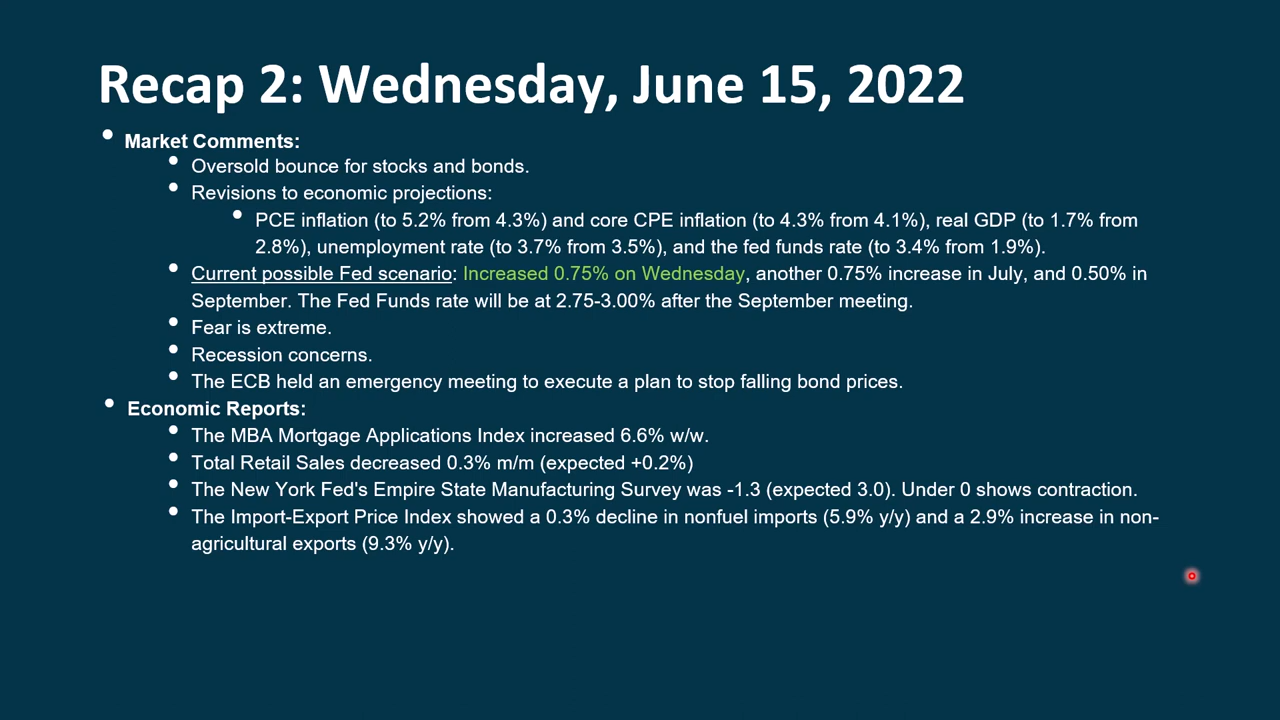 Recap 2: Wednesday, June 15, 2022
Market Comments:
Oversold bounce for stocks and bonds.
Revisions to economic projections:
PCE inflation (to 5.2% from 4.3%) and core CPE inflation (to 4.3% from 4.1%), real GDP (to 1.7% from
2.8%), unemployment rate (to 3.7% from 3.5%), and the fed funds rate (to 3.4% from 1.9%).
Current possible Fed scenario: Increased 0.75% on Wednesday, another 0.75% increase in July, and 0.50% in
September. The Fed Funds rate will be at 2.75-3.00% after the September meeting.
Fear is extreme.
Recession concerns.
The ECB held an emergency meeting to execute a plan to stop falling bond prices.
Economic Reports:
The MBA Mortgage Applications Index increased 6.6% w/w.
Total Retail Sales decreased 0.3% m/m (expected +0.2%)
The New York Fed's Empire State Manufacturing Survey was -1.3 (expected 3.0). Under 0 shows contraction.
The Import-Export Price Index showed a 0.3% decline in nonfuel imports (5.9% y/y) and a 2.9% increase in non-
agricultural exports (9.3% y/y).